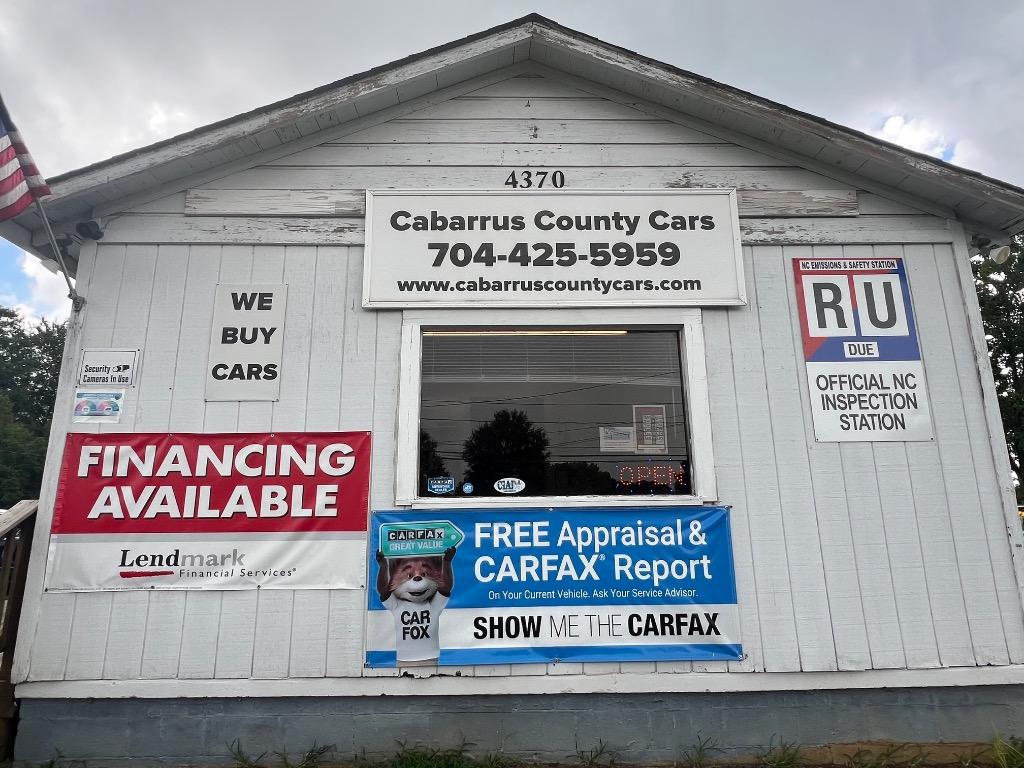 4370
Cabarrus County Cars
704-425-5959
www.cabarruscountycars.com
WE
BUY
CARS
NC EMISSIONS & SAFETY STATION
R U
DUE
OFFICIAL NC
INSPECTION
STATION
Security
Cameras In Use
FINANCING
AVAILABLE
Lendmark
Financial Services
OPEN
CARFAX
CIADA
CARFAX
GREAT VALUE
CAR
FOX
FREE Appraisal &
CARFAX® Report
On Your Current Vehicle. Ask Your Service Advisor.
SHOW ME THE CARFAX